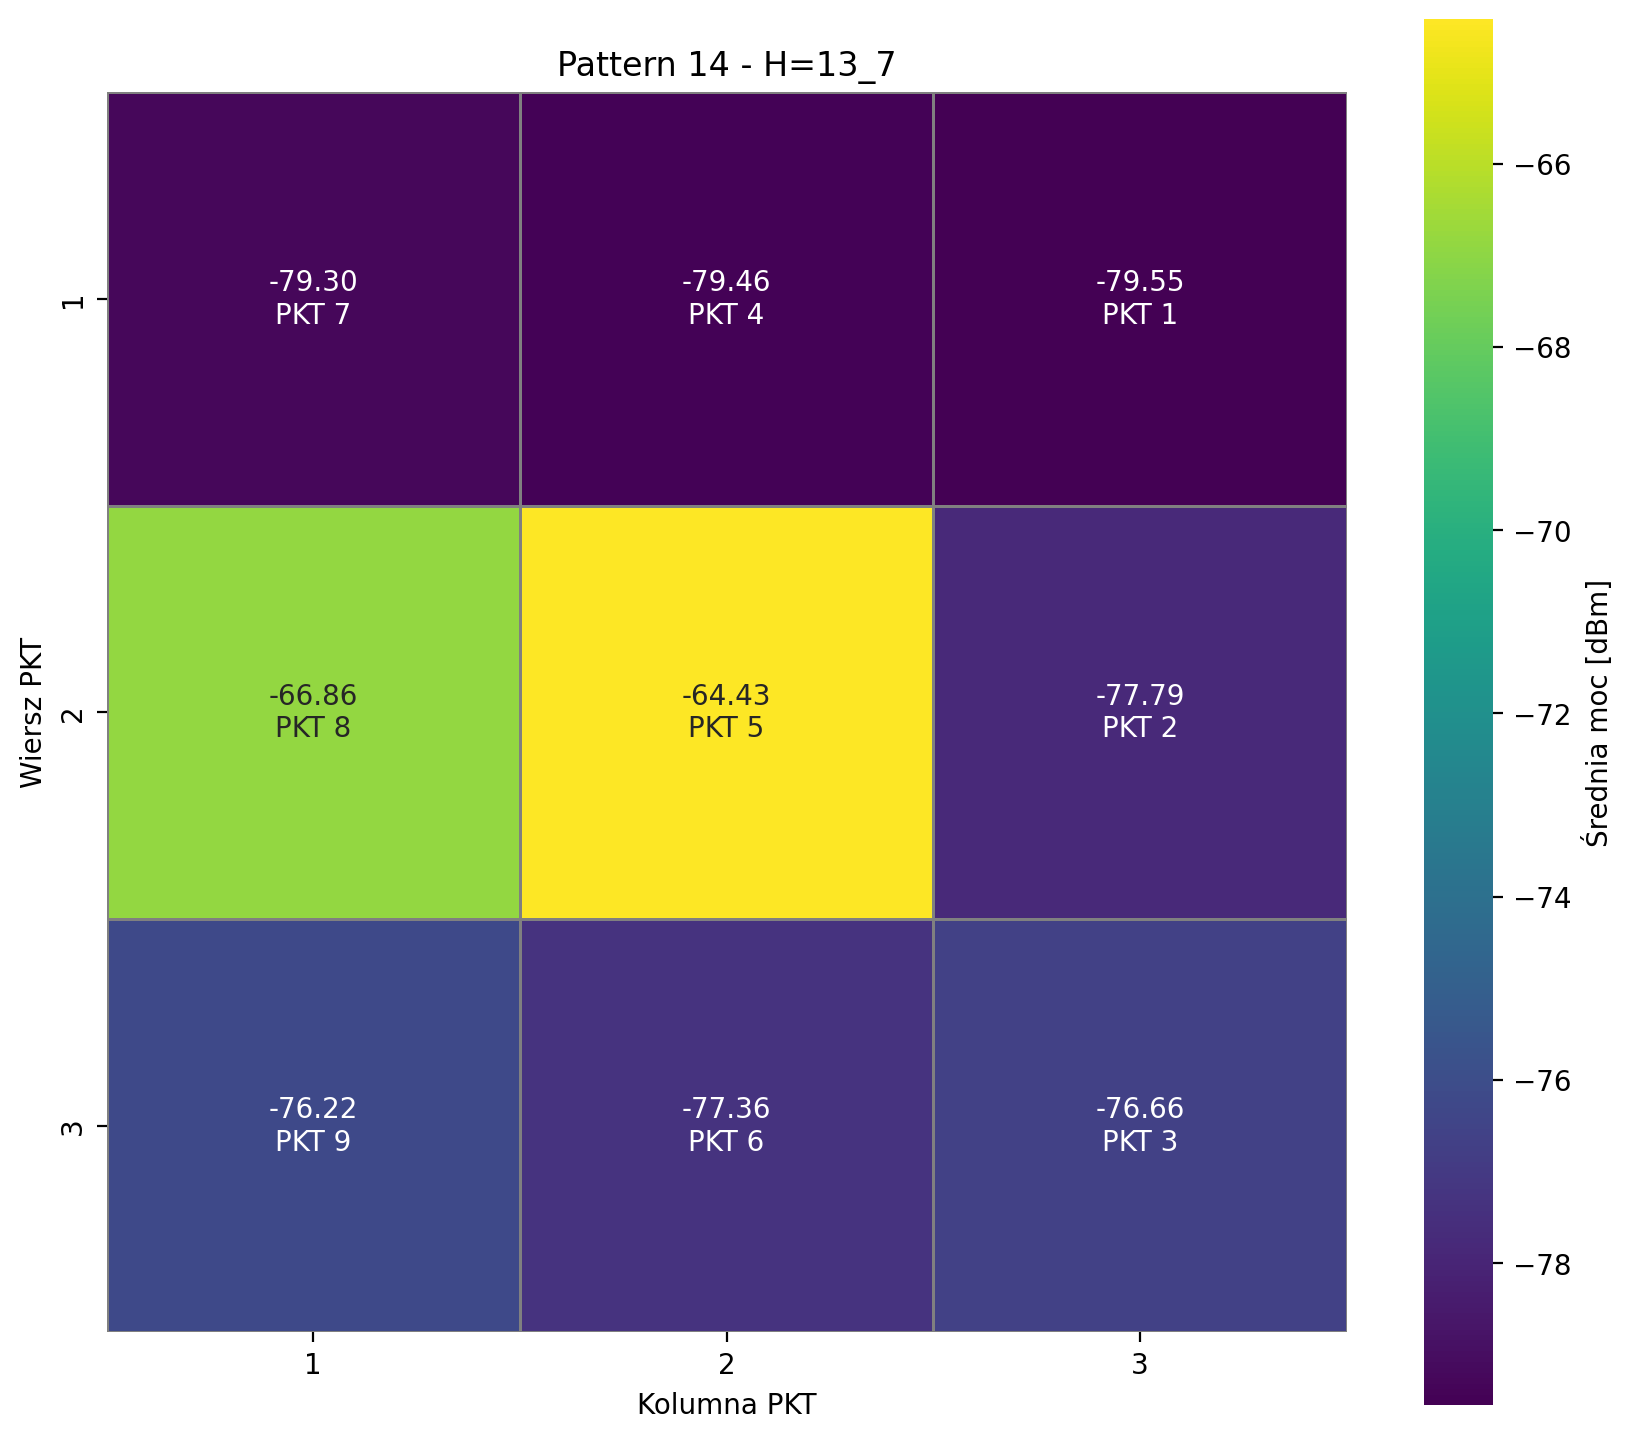 Pattern 14 - H=13_7
-79.30
PKT 7
-79.46
PKT 4
-79.55
PKT 1
-66.86
PKT 8
-64.43
PKT 5
-77.79
PKT 2
-76.22
PKT 9
-77.36
PKT 6
-76.66
PKT 3
1
2
3
Wiersz PKT
1
2
3
Kolumna PKT
−66
−68
−70
−72
−74
−76
−78
Średnia moc [dBm]